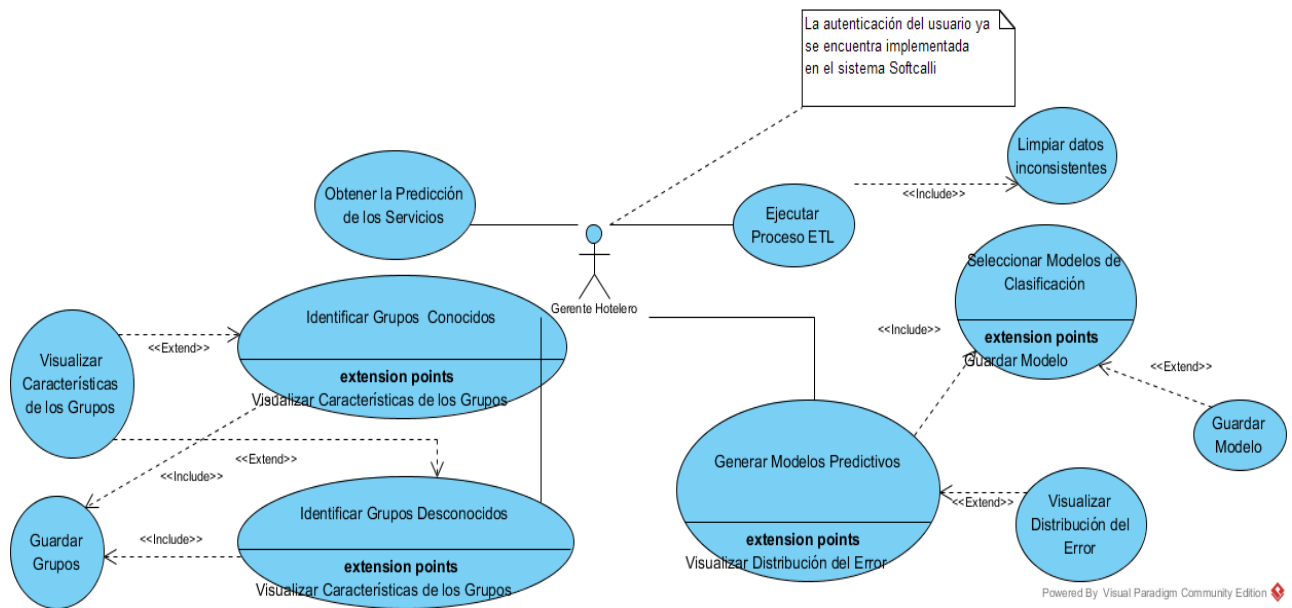 La autenticación del usuario ya
se encuentra implementada
en el sistema Softcalli
Limpiar datos
inconsistentes
<<Include>>
Obtener la Predicción
de los Servicios
Ejecutar
Proceso ETL
Gerente Hotelero
Seleccionar Modelos de
Clasificación
extension points
Guardar Modelo
<<Include>>
<<Extend>>
Guardar
Modelo
Identificar Grupos Conocidos
extension points
Visualizar Características de los Grupos
<<Extend>>
Visualizar
Características
de los Grupos
<<Extend>>
<<Include>>
Generar Modelos Predictivos
extension points
Visualizar Distribución del Error
<<Extend>>
Visualizar
Distribución del
Error
Identificar Grupos Desconocidos
extension points
Visualizar Características de los Grupos
<<Include>>
Guardar
Grupos
Powered By Visual Paradigm Community Edition